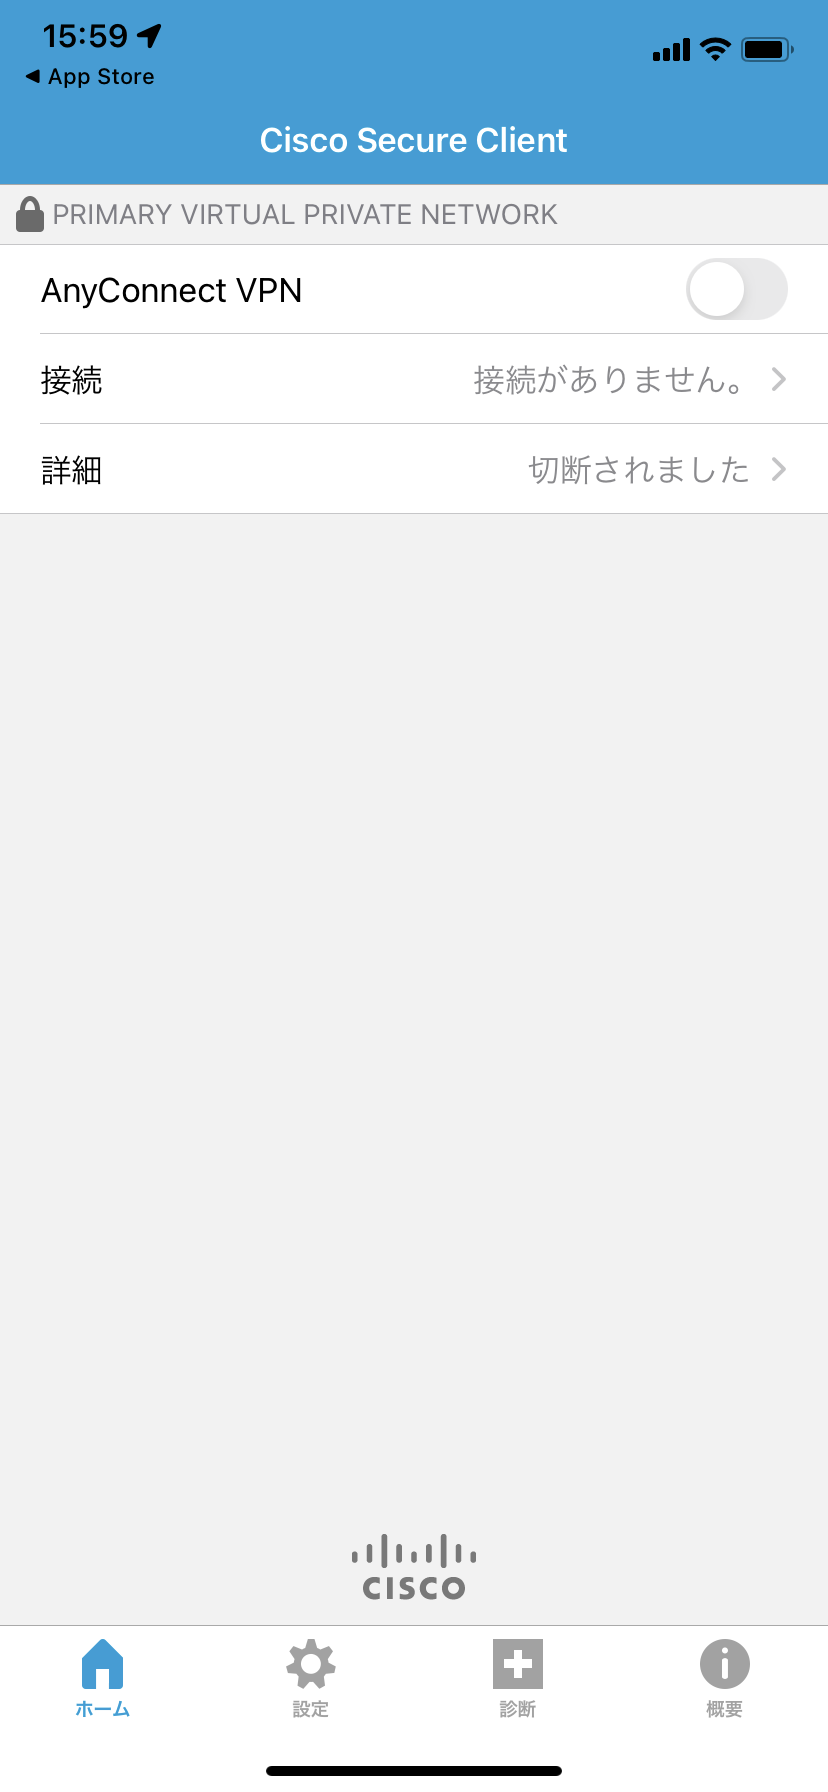 15:59
◀ App Store
Cisco Secure Client
PRIMARY VIRTUAL PRIVATE NETWORK
AnyConnect VPN
接続 接続がありません。
詳細 切断されました
CISCO
ホーム 設定 診断 概要